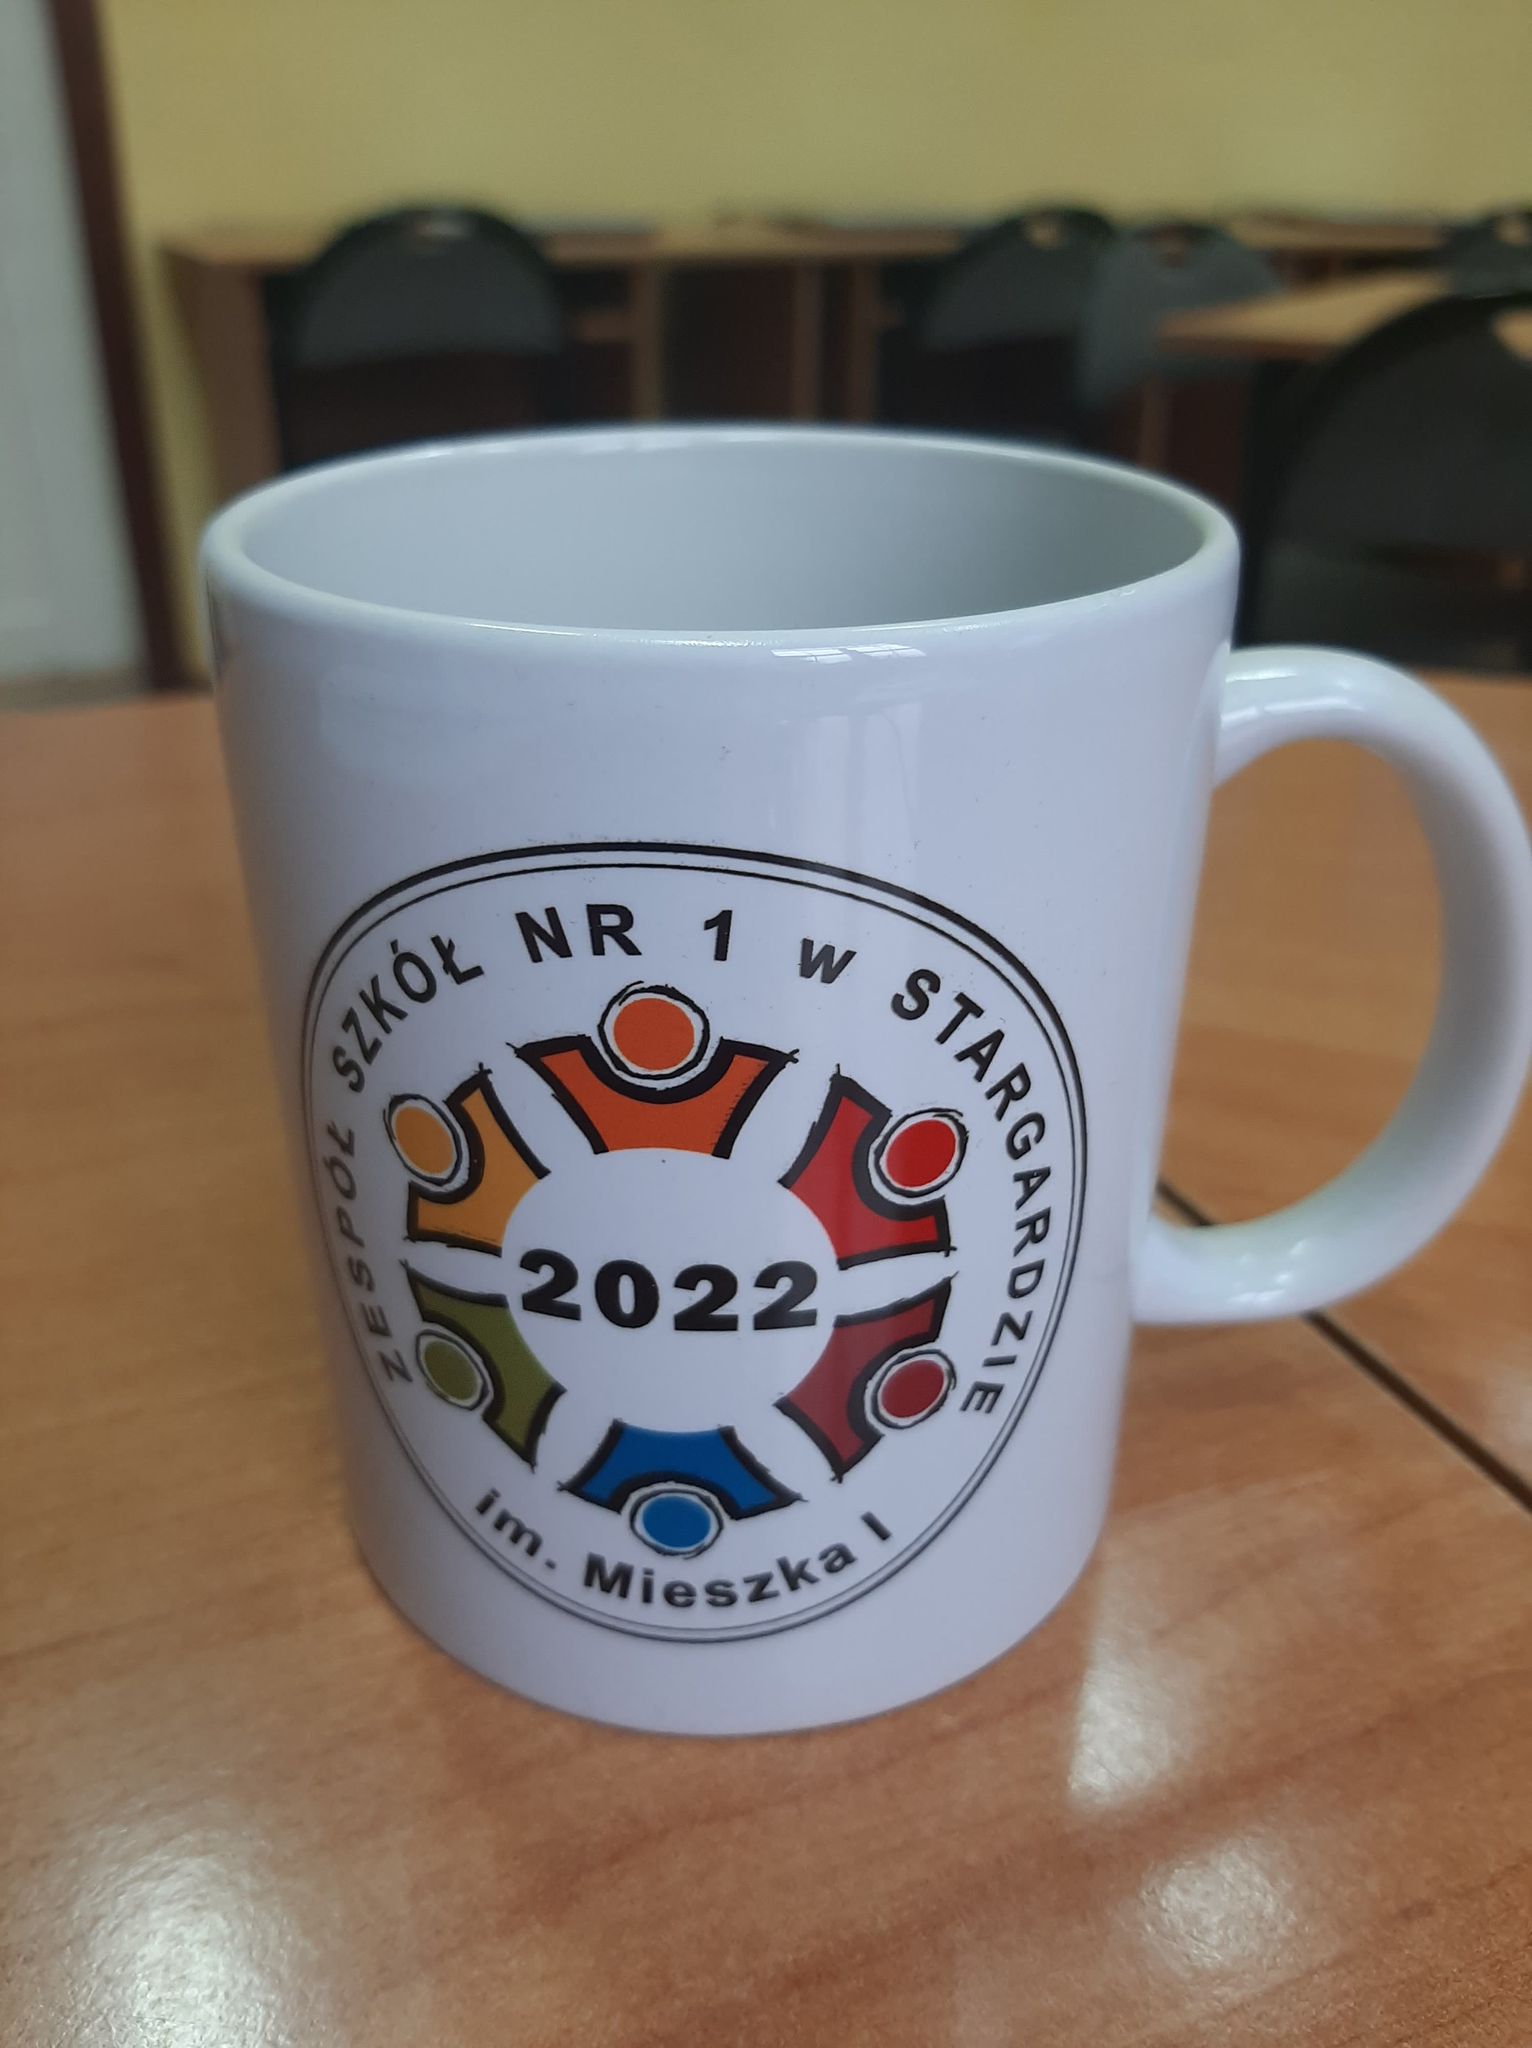 ZESPÓŁ SZKÓŁ NR 1 w STARGARDZIE
2022
im. Mieszka I